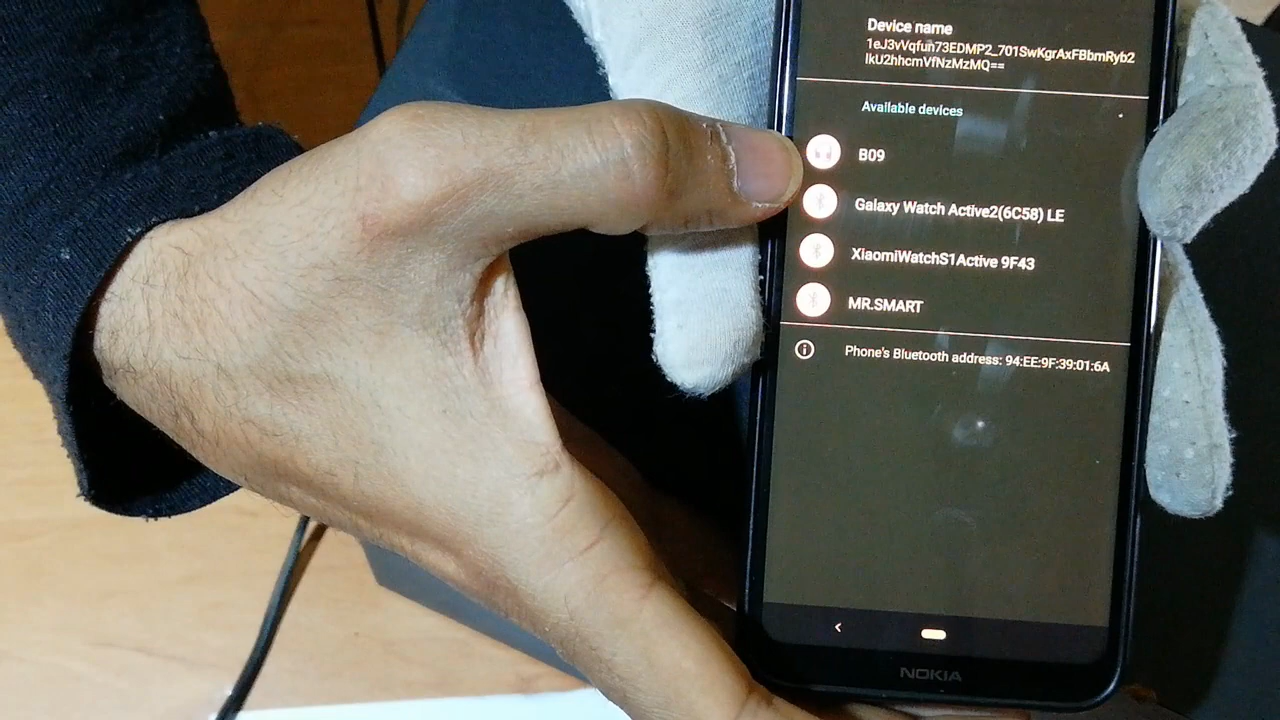 Device name
1eJ3vVqfun73EDMP2_701SwKgrAxFBbmRyb2
lkU2hhcmVfNzMzMQ==
Available devices
B09
Galaxy Watch Active2(6C58) LE
XiaomiWatchS1Active 9F43
MR.SMART
Phone's Bluetooth address: 94:EE:9F:39:01:6A
NOKIA